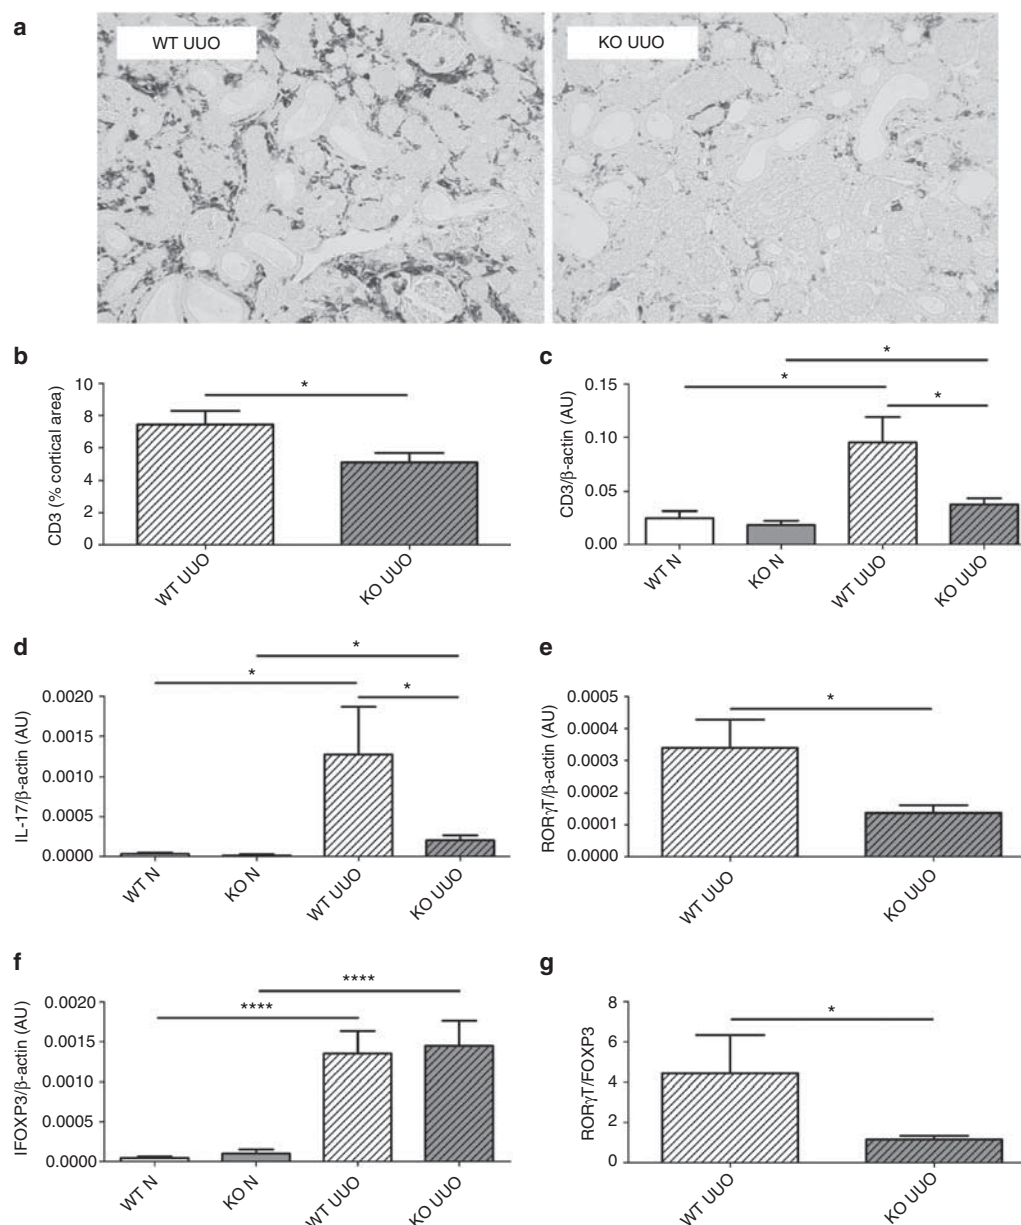 a
WT UUO
KO UUO
b
CD3 (% cortical area)
10
8
6
4
2
0
*
WT UUO
KO UUO
c
CD3/β-actin (AU)
0.15
0.10
0.05
0.00
*
*
*
WT N
KO N
WT UUO
KO UUO
d
IL-17/β-actin (AU)
0.0020
0.0015
0.0010
0.0005
0.0000
*
*
*
WT N
KO N
WT UUO
KO UUO
e
RORγT/β-actin (AU)
0.0005
0.0004
0.0003
0.0002
0.0001
0.0000
*
WT UUO
KO UUO
f
IFOXP3/β-actin (AU)
0.0020
0.0015
0.0010
0.0005
0.0000
****
****
WT N
KO N
WT UUO
KO UUO
g
RORγT/FOXP3
8
6
4
2
0
*
WT UUO
KO UUO